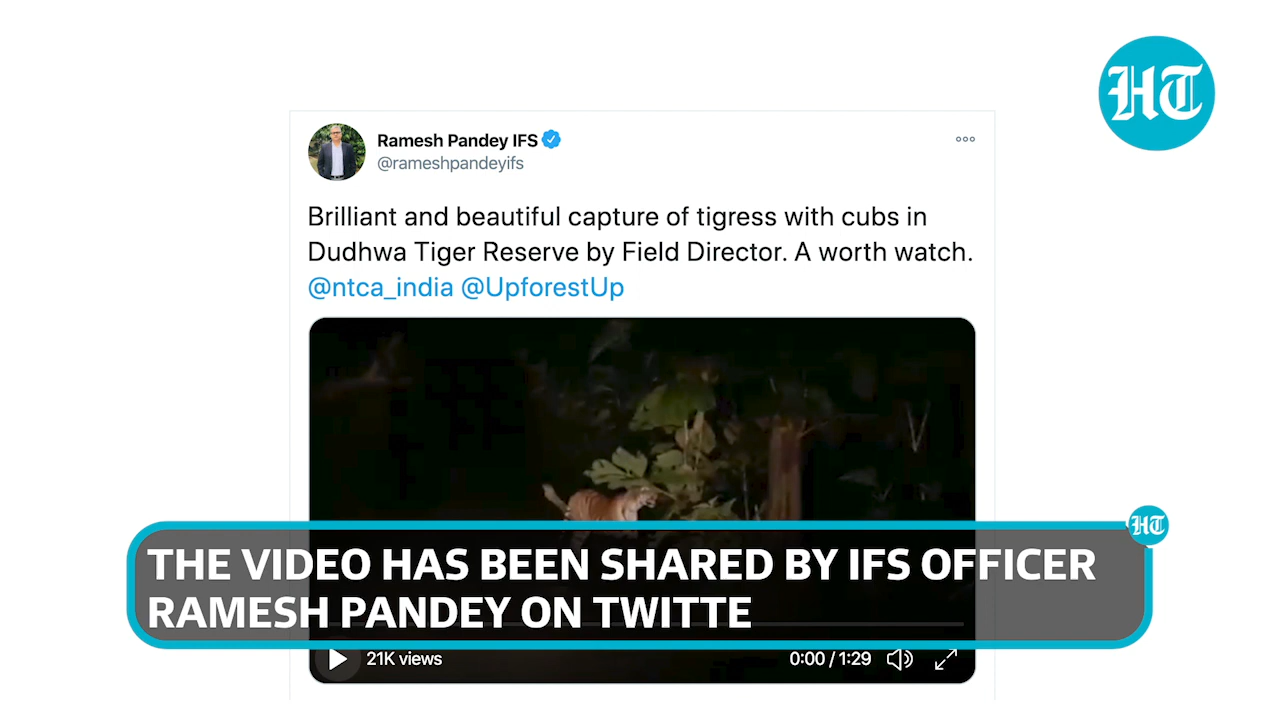 HT
Ramesh Pandey IFS
@rameshpandeyifs
Brilliant and beautiful capture of tigress with cubs in
Dudhwa Tiger Reserve by Field Director. A worth watch.
@ntca_india @UpforestUp
HT
THE VIDEO HAS BEEN SHARED BY IFS OFFICER
RAMESH PANDEY ON TWITTE
21K views
0:00 / 1:29